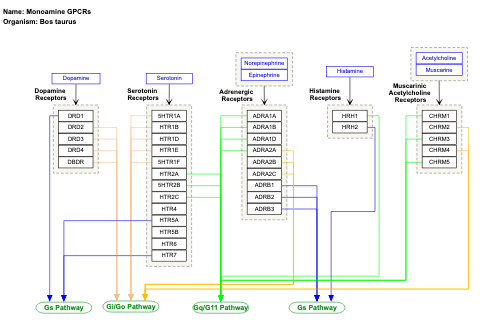 Name: Monoamine GPCRs
Organism: Bos taurus
Norepinephrine
Epinephrine
Acetylcholine
Muscarine
Dopamine
Serotonin
Histamine
Dopamine
Receptors
Serotonin
Receptors
Adrenergic
Receptors
Histamine
Receptors
Muscarinic
Acetylcholine
Receptors
DRD1
DRD2
DRD3
DRD4
DBDR
5HTR1A
HTR1B
HTR1D
HTR1E
5HTR1F
HTR2A
5HTR2B
HTR2C
HTR4
HTR5A
HTR5B
HTR6
HTR7
ADRA1A
ADRA1B
ADRA1D
ADRA2A
ADRA2B
ADRA2C
ADRB1
ADRB2
ADRB3
HRH1
HRH2
CHRM1
CHRM2
CHRM3
CHRM4
CHRM5
Gs Pathway
Gi/Go Pathway
Gq/G11 Pathway
Gs Pathway